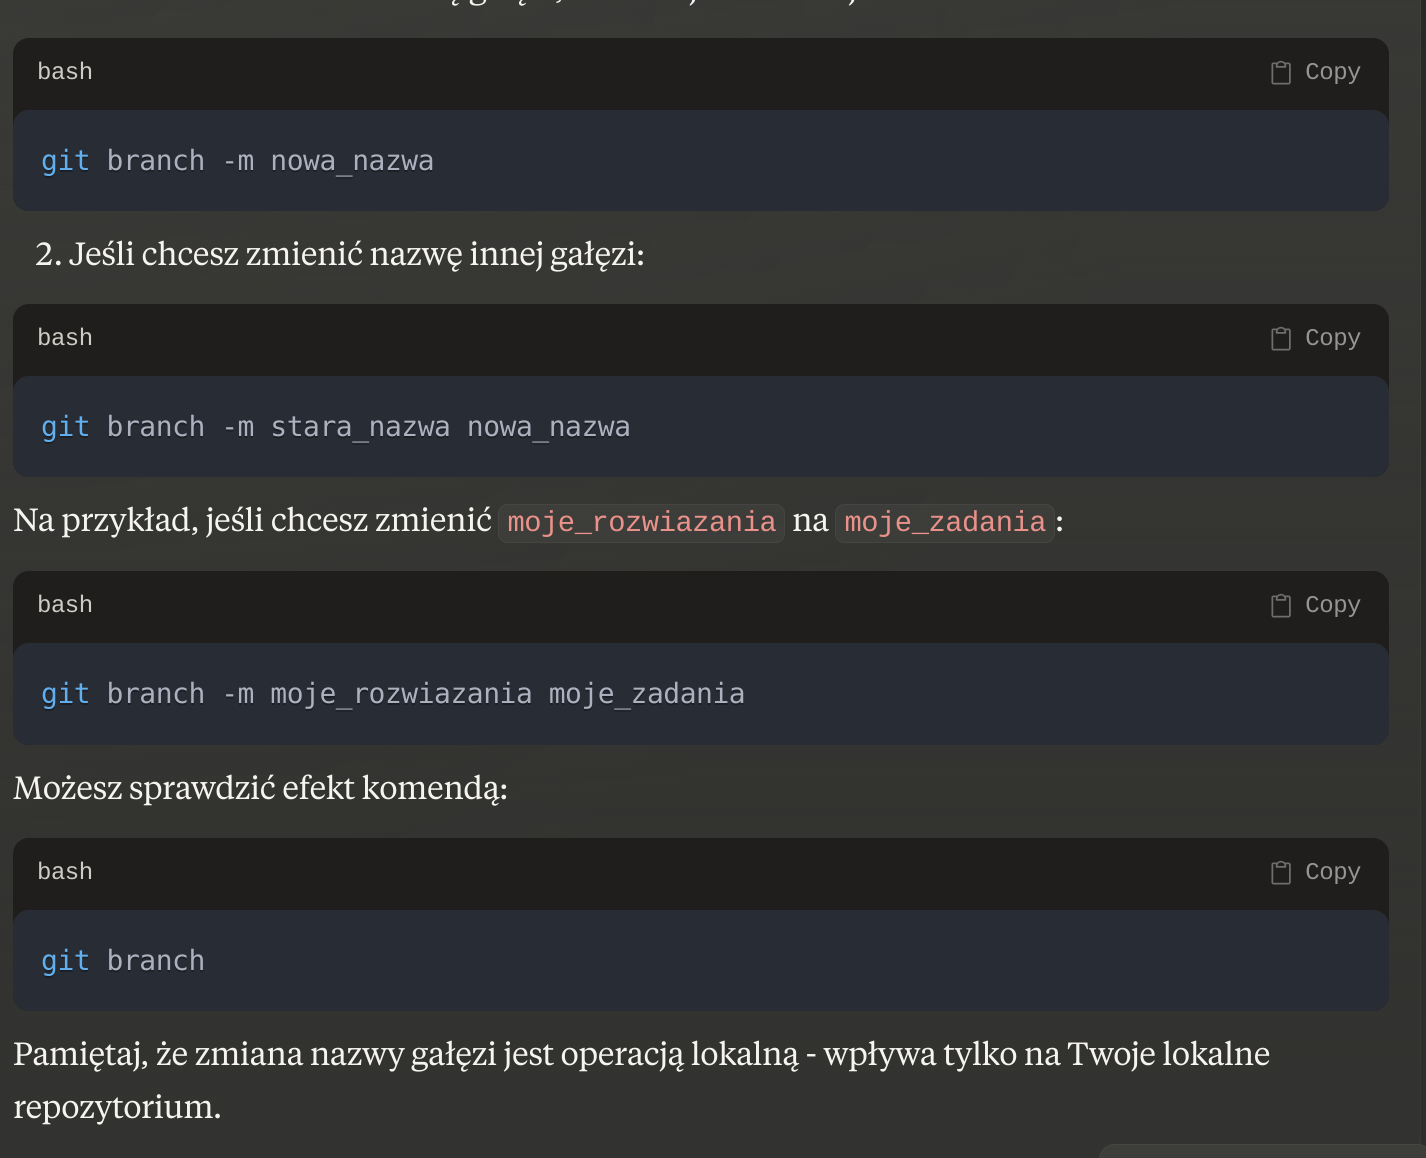 bash
Copy
git branch -m nowa_nazwa
2. Jeśli chcesz zmienić nazwę innej gałęzi:
bash
Copy
git branch -m stara_nazwa nowa_nazwa
Na przykład, jeśli chcesz zmienić moje_rozwiazania na moje_zadania:
bash
Copy
git branch -m moje_rozwiazania moje_zadania
Możesz sprawdzić efekt komendą:
bash
Copy
git branch
Pamiętaj, że zmiana nazwy gałęzi jest operacją lokalną - wpływa tylko na Twoje lokalne
repozytorium.